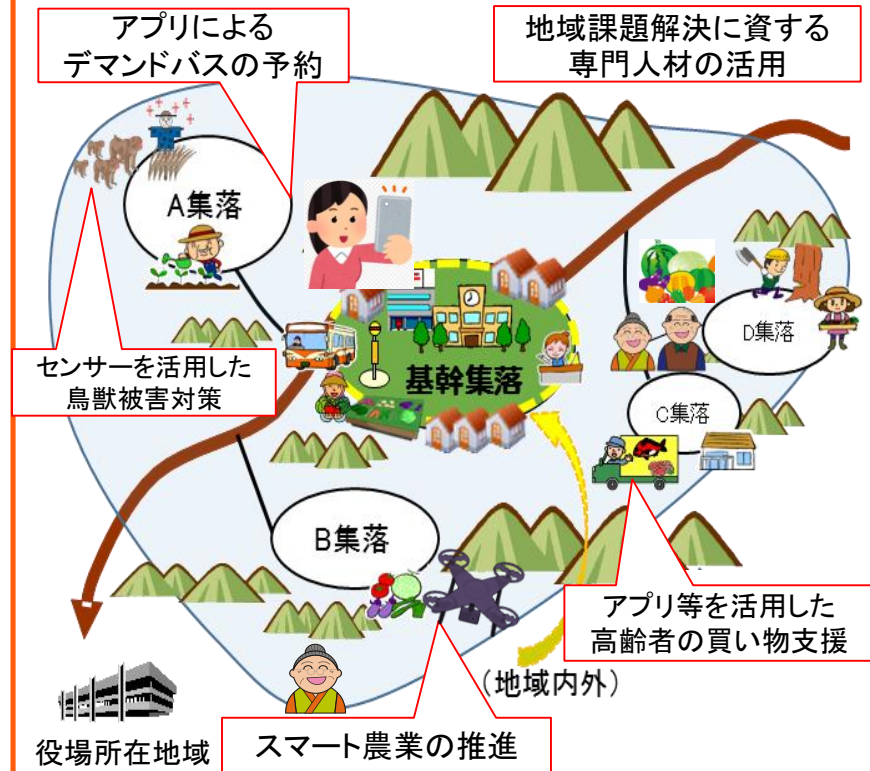 アプリによる
デマンドバスの予約
地域課題解決に資する
専門人材の活用
A集落
センサーを活用した
鳥獣被害対策
基幹集落
D集落
C集落
B集落
アプリ等を活用した
高齢者の買い物支援
(地域内外)
役場所在地域
スマート農業の推進